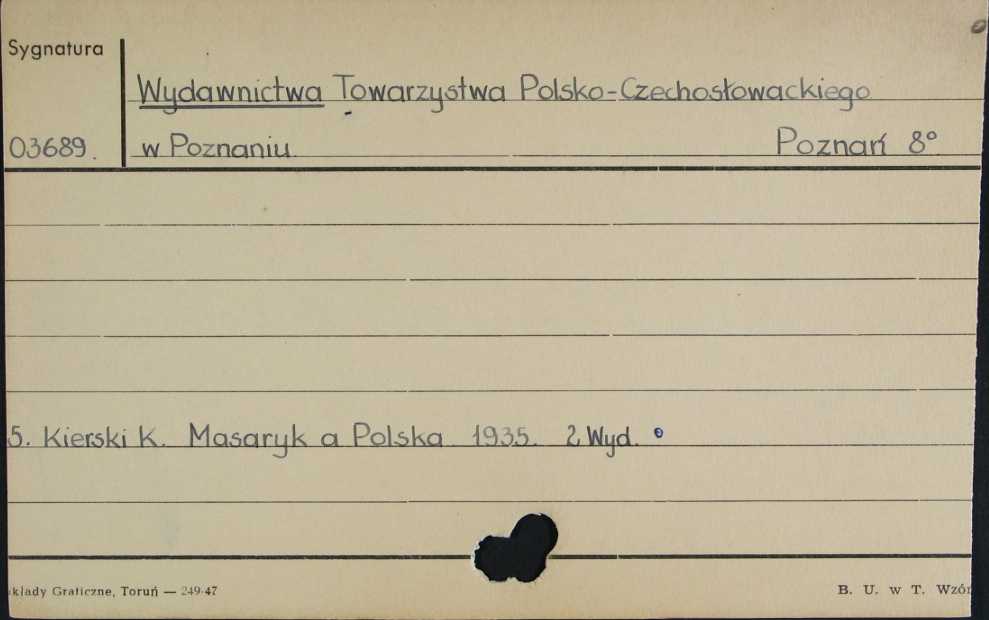 Sygnatura
Wydawnictwa Towarzystwa Polsko-Czechosłowackiego
03689. w Poznaniu Poznań 8°
5. Kierski K. Masaryk a Polska 1935. 2 Wyd.
kłady Graficzne, Toruń — 249-47 B. U. w T. Wzór